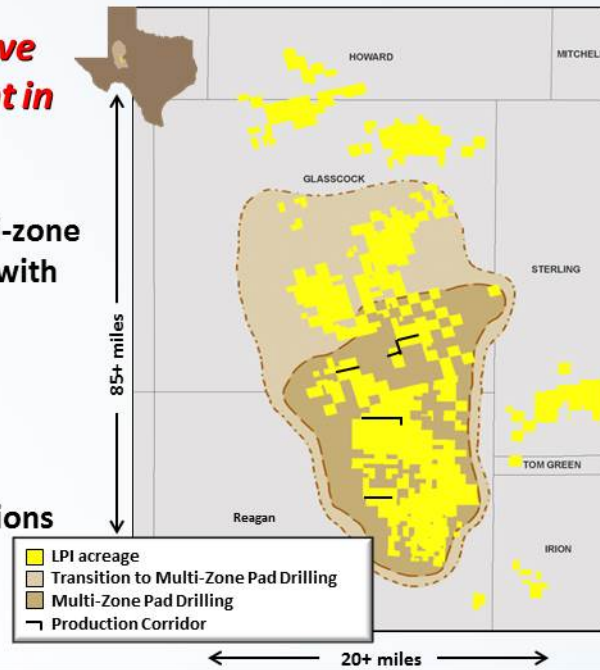 ve
t in
HOWARD
MITCHEL
GLASSCOCK
i-zone
with
STERLING
85+ miles
TOM GREEN
ions
Reagan
IRION
LPI acreage
Transition to Multi-Zone Pad Drilling
Multi-Zone Pad Drilling
Production Corridor
20+ miles